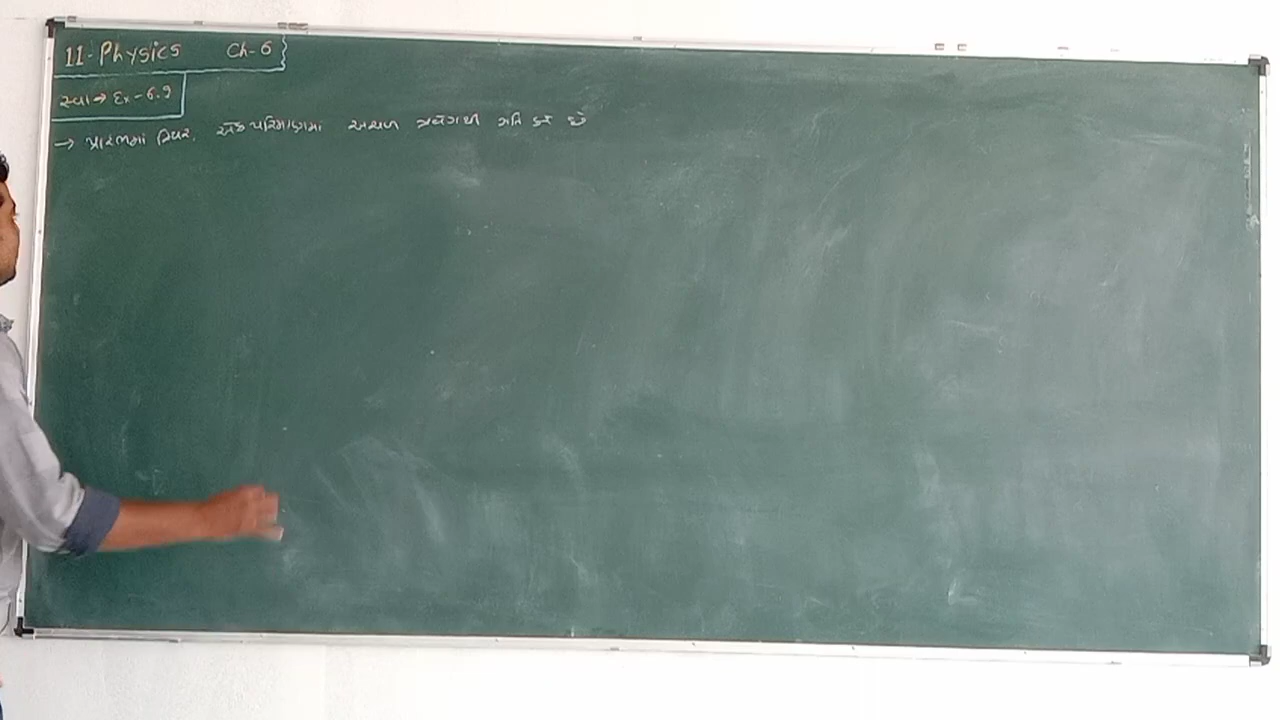 11-Physics Ch-6
સ્વા → Ex-6.9
→ પ્રારંભમાં સ્થિર, એક પરિમાણમાં અચળ પ્રવેગથી ગતિ કરે છે